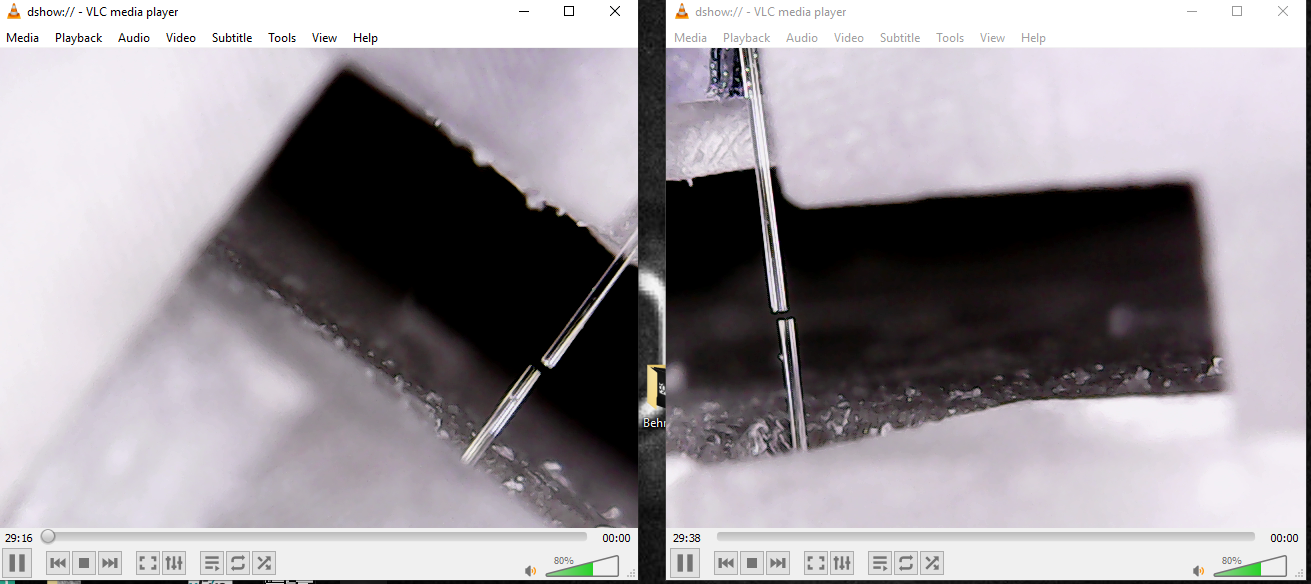 dshow:// - VLC media player
Media Playback Audio Video Subtitle Tools View Help
29:16 00:00
80%
Behr
dshow:// - VLC media player
Media Playback Audio Video Subtitle Tools View Help
29:38 00:00
80%